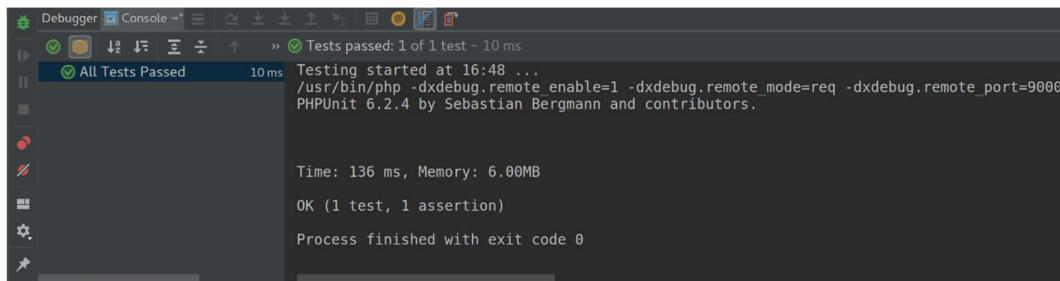 Debugger Console
Tests passed: 1 of 1 test – 10 ms
All Tests Passed 10 ms
Testing started at 16:48 ...
/usr/bin/php -dxdebug.remote_enable=1 -dxdebug.remote_mode=req -dxdebug.remote_port=9000
PHPUnit 6.2.4 by Sebastian Bergmann and contributors.
Time: 136 ms, Memory: 6.00MB
OK (1 test, 1 assertion)
Process finished with exit code 0